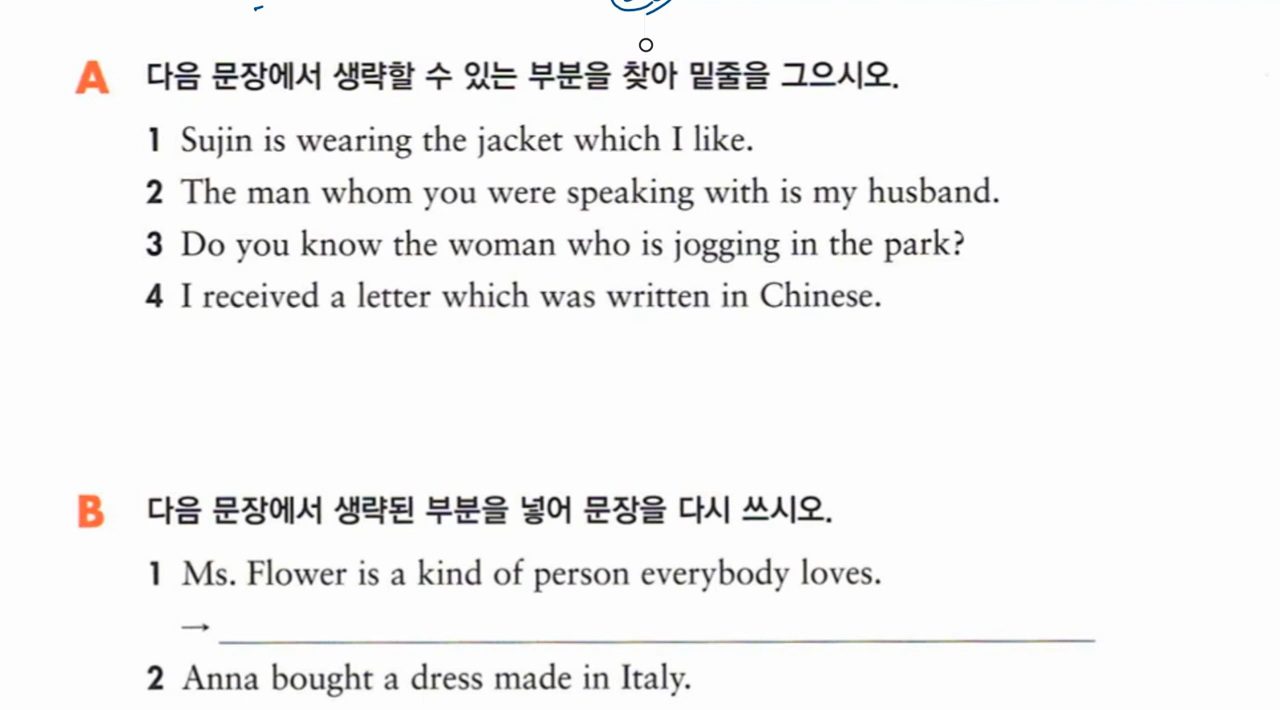 A 다음 문장에서 생략할 수 있는 부분을 찾아 밑줄을 그으시오.
1 Sujin is wearing the jacket which I like.
2 The man whom you were speaking with is my husband.
3 Do you know the woman who is jogging in the park?
4 I received a letter which was written in Chinese.
B 다음 문장에서 생략된 부분을 넣어 문장을 다시 쓰시오.
1 Ms. Flower is a kind of person everybody loves.
→
2 Anna bought a dress made in Italy.